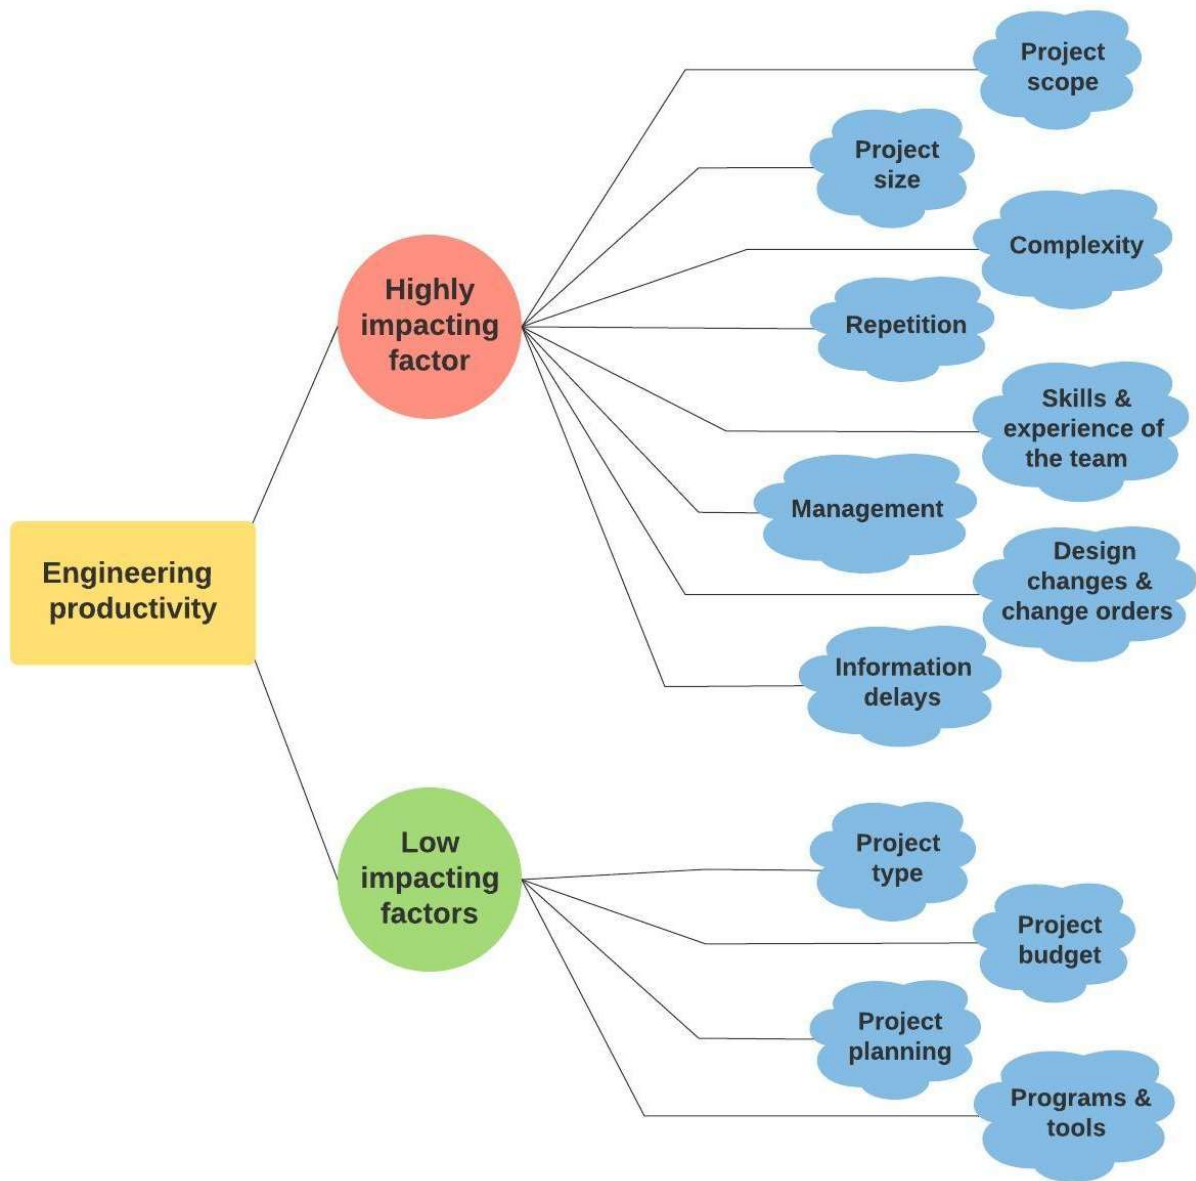 Project
scope
Project
size
Complexity
Highly
impacting
factor
Repetition
Skills &
experience of
the team
Management
Design
changes &
change orders
Engineering
productivity
Information
delays
Low
impacting
factors
Project
type
Project
budget
Project
planning
Programs &
tools